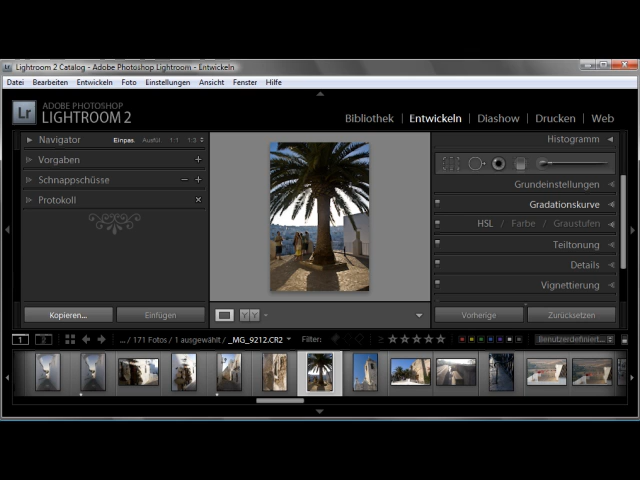 Lightroom 2 Catalog - Adobe Photoshop Lightroom - Entwickeln
Datei Bearbeiten Entwickeln Foto Einstellungen Ansicht Fenster Hilfe
Lr ADOBE PHOTOSHOP
LIGHTROOM 2
Bibliothek | Entwickeln | Diashow | Drucken | Web
Navigator Einpas. Ausfül 1:1 1:3
Vorgaben
Schnappschüsse
Protokoll
Histogramm
Grundeinstellungen
Gradationskurve
HSL / Farbe / Graustufen
Teiltonung
Details
Vignettierung
Kopieren... Einfügen
Y Y
Vorherige Zurücksetzen
1 2 ... / 171 Fotos / 1 ausgewählt / _MG_9212.CR2 Filter: Benutzerdefiniert...